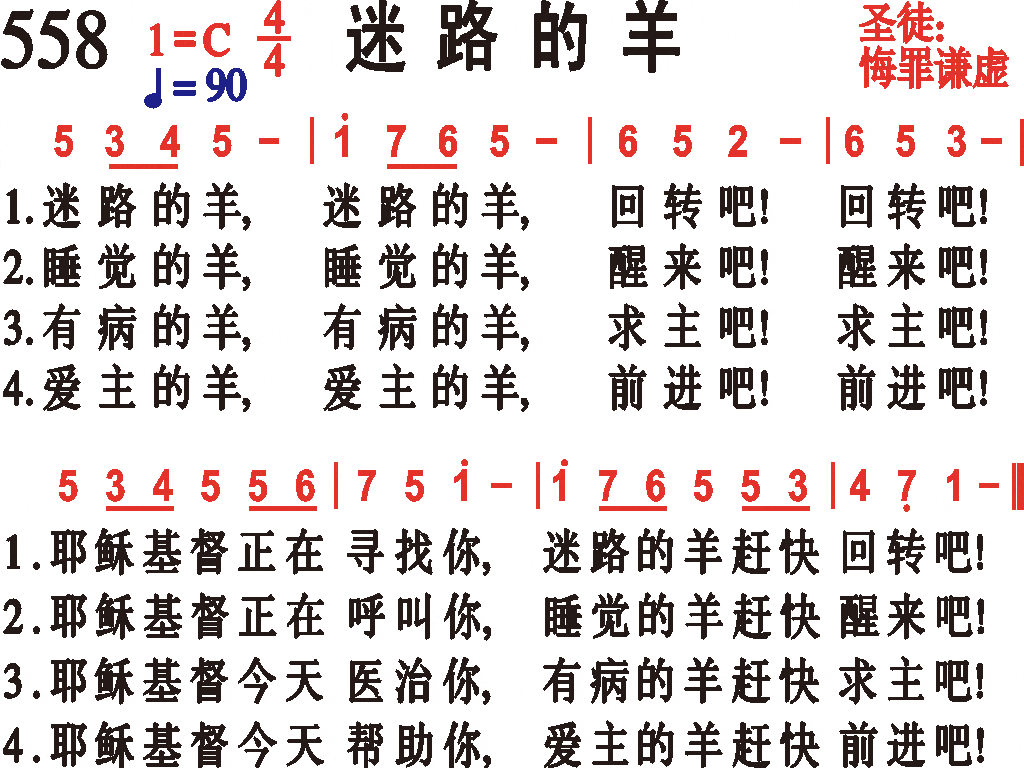 558 1=C 4/4 迷路的羊 圣徒:
♩=90 悔罪谦虚
5 3 4 5 - | i 7 6 5 - | 6 5 2 - | 6 5 3 - |
1.迷路的羊, 迷路的羊, 回转吧! 回转吧!
2.睡觉的羊, 睡觉的羊, 醒来吧! 醒来吧!
3.有病的羊, 有病的羊, 求主吧! 求主吧!
4.爱主的羊, 爱主的羊, 前进吧! 前进吧!
5 3 4 5 5 6 | 7 5 i - | i 7 6 5 5 3 | 4 7̣ 1 - ‖
1.耶稣基督正在寻找你, 迷路的羊赶快回转吧!
2.耶稣基督正在呼叫你, 睡觉的羊赶快醒来吧!
3.耶稣基督今天医治你, 有病的羊赶快求主吧!
4.耶稣基督今天帮助你, 爱主的羊赶快前进吧!